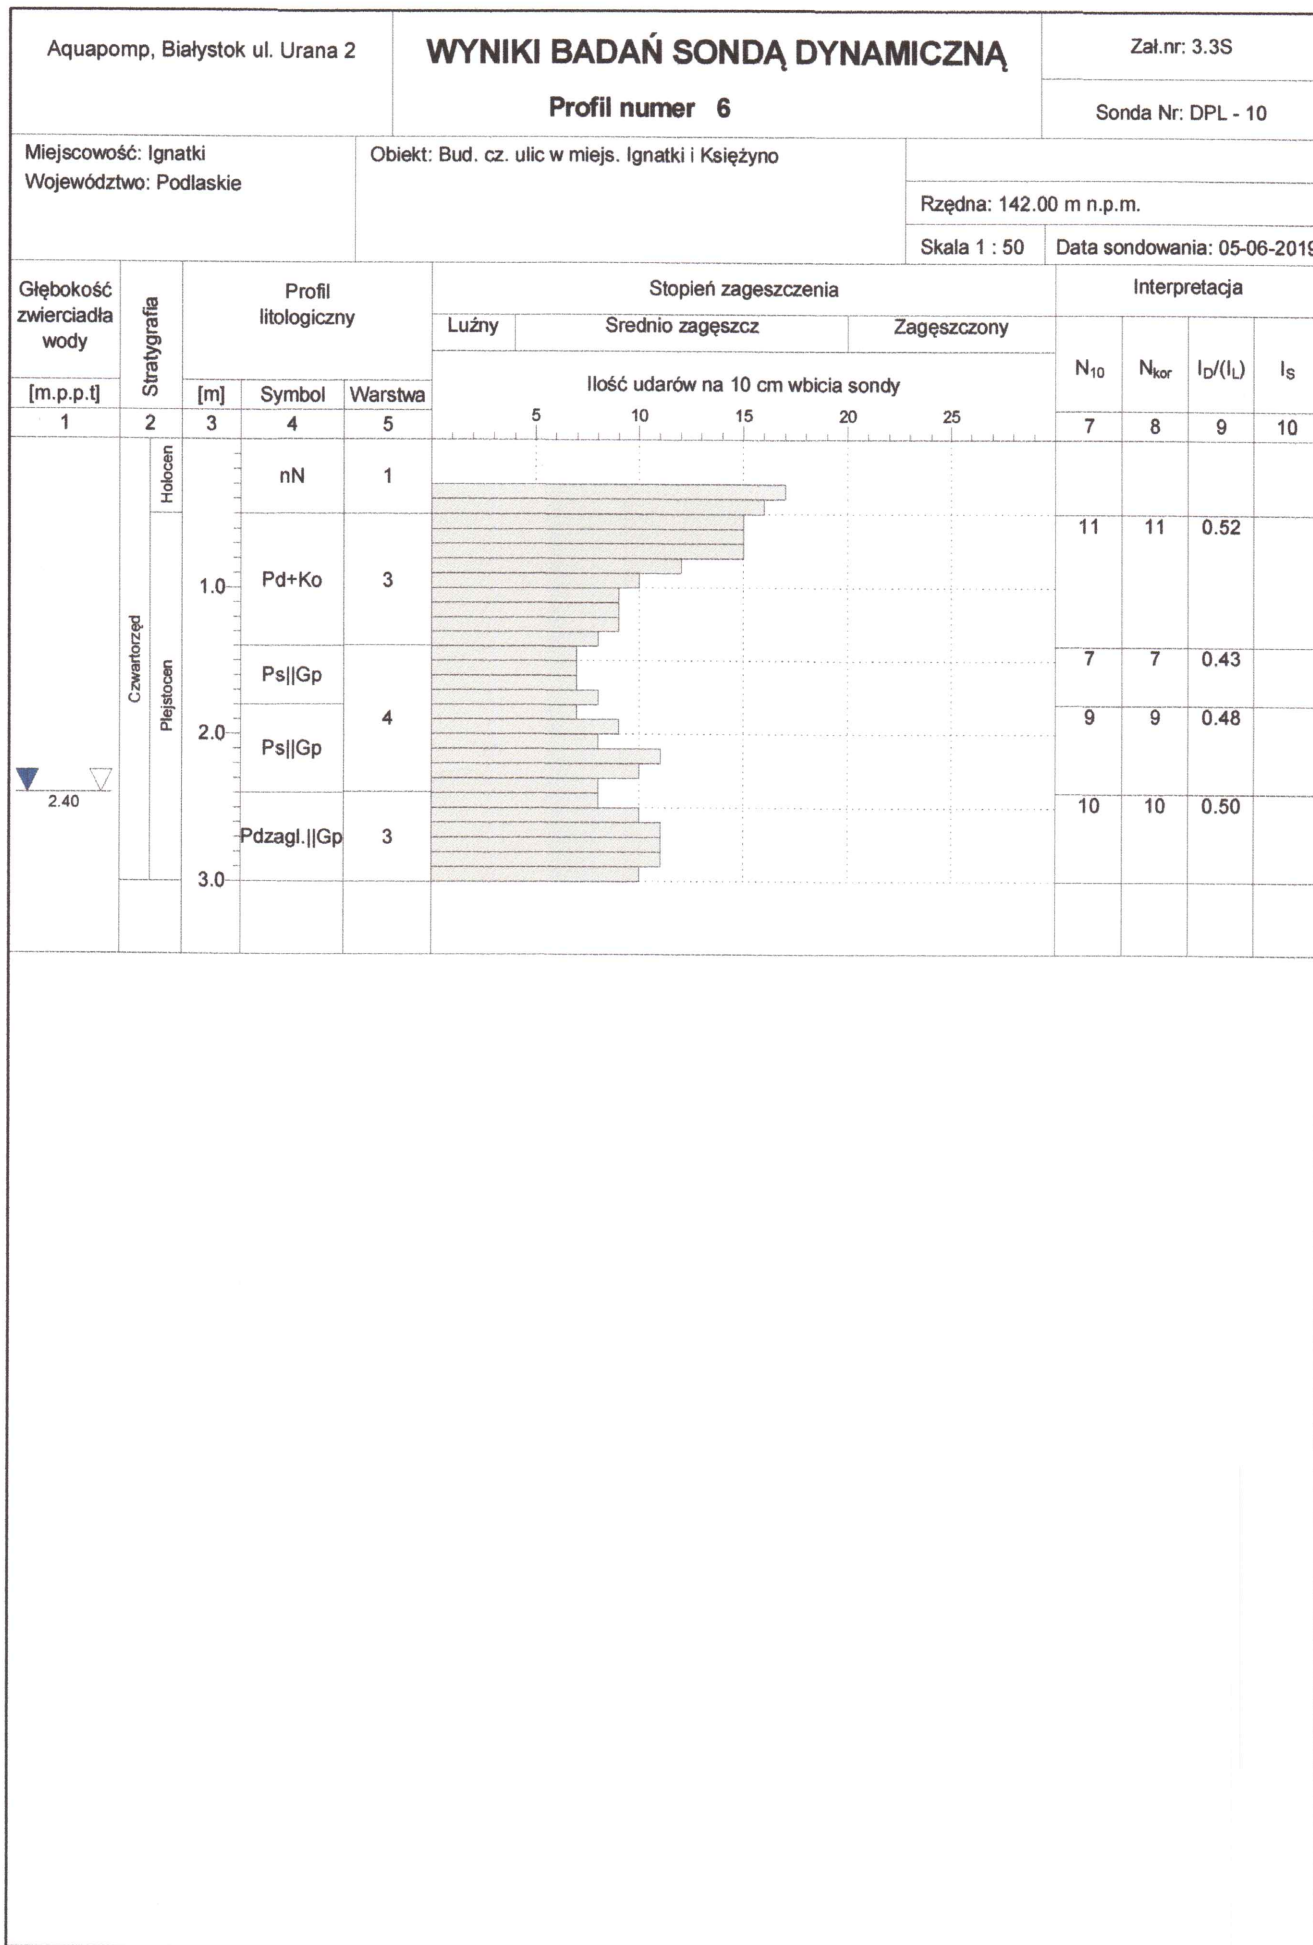 Aquapomp, Białystok ul. Urana 2
WYNIKI BADAŃ SONDĄ DYNAMICZNĄ
Profil numer 6
Zał.nr: 3.3S
Sonda Nr: DPL - 10
Miejscowość: Ignatki
Województwo: Podlaskie
Obiekt: Bud. cz. ulic w miejs. Ignatki i Księżyno
Rzędna: 142.00 m n.p.m.
Skala 1 : 50
Data sondowania: 05-06-2019
Głębokość
zwierciadła
wody
[m.p.p.t]
Stratygrafia
Profil
litologiczny
[m]
Symbol
Warstwa
Stopień zagęszczenia
Luźny
Srednio zagęszcz
Zagęszczony
Ilość udarów na 10 cm wbicia sondy
5 10 15 20 25
Interpretacja
N10
Nkor
ID/(IL)
IS
1 2 3 4 5 7 8 9 10
Czwartorzęd
Holocen
Plejstocen
nN 1
1.0 Pd+Ko 3
11 11 0.52
Ps||Gp
7 7 0.43
4
2.0 Ps||Gp
9 9 0.48
2.40
Pdzagl.||Gp 3
10 10 0.50
3.0